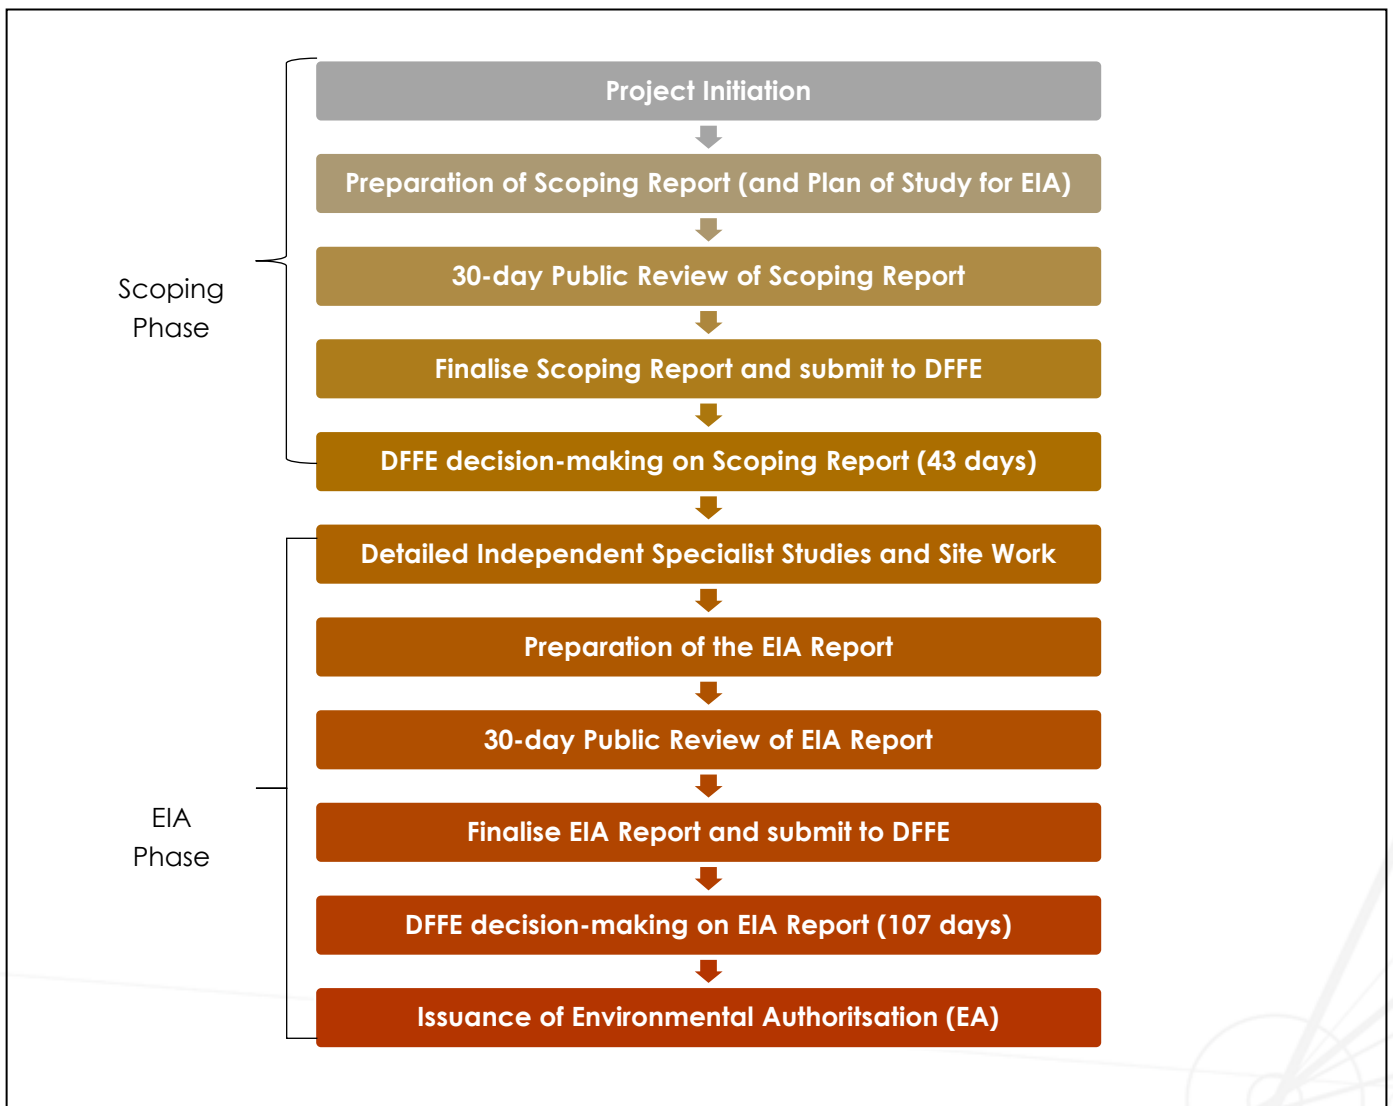 Project Initiation
Preparation of Scoping Report (and Plan of Study for EIA)
30-day Public Review of Scoping Report
Finalise Scoping Report and submit to DFFE
DFFE decision-making on Scoping Report (43 days)
Scoping
Phase
Detailed Independent Specialist Studies and Site Work
Preparation of the EIA Report
30-day Public Review of EIA Report
Finalise EIA Report and submit to DFFE
DFFE decision-making on EIA Report (107 days)
Issuance of Environmental Authoritsation (EA)
EIA
Phase